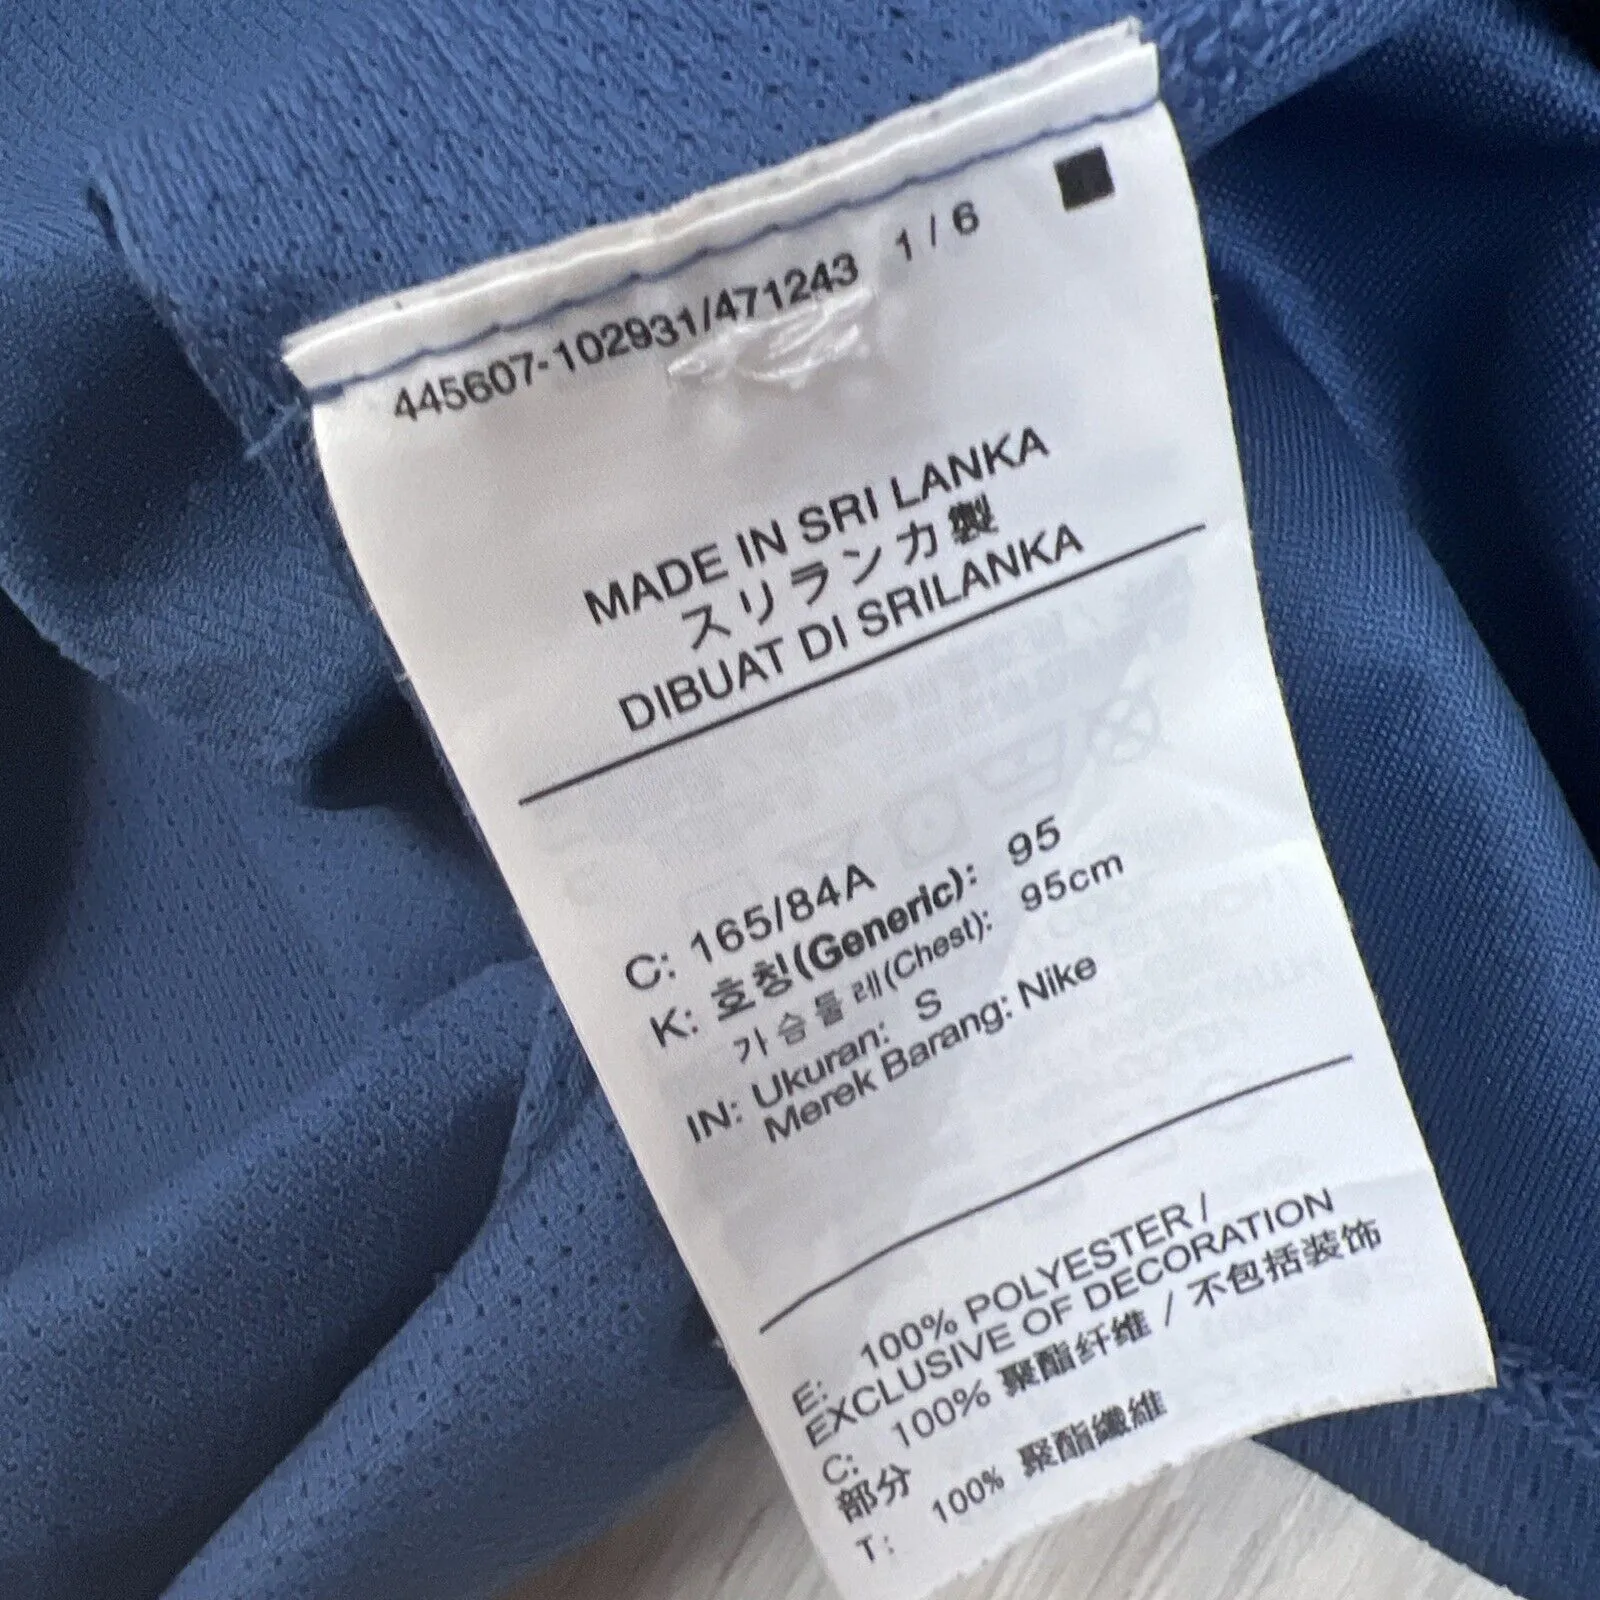 445607-102931/471243 1 / 6
MADE IN SRI LANKA
スリランカ製
DIBUAT DI SRILANKA
C: 165/84A
K: 호칭(Generic): 95
가슴둘레(Chest): 95cm
IN: Ukuran: S
Merek Barang: Nike
E: 100% POLYESTER /
EXCLUSIVE OF DECORATION
C: 100% 聚酯纤维 / 不包括装饰
部分
T: 100% 聚酯纖維